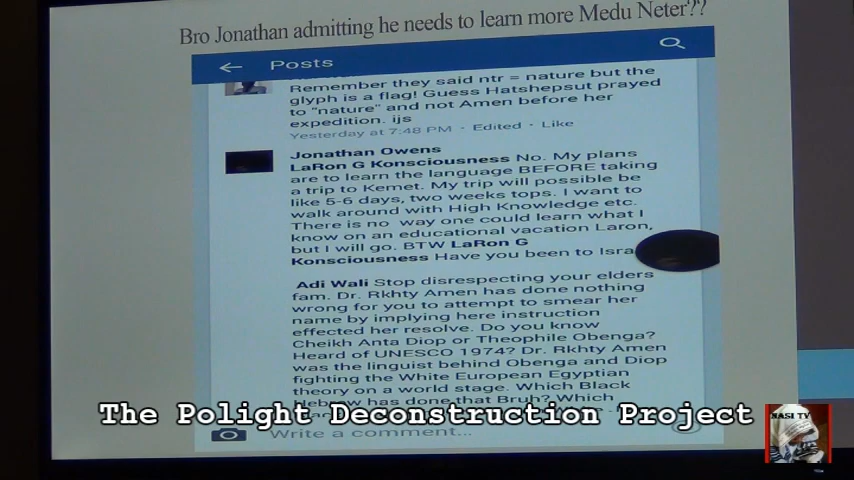 Bro Jonathan admitting he needs to learn more Medu Neter??
Posts
Remember they said ntr = nature but the
glyph is a flag! Guess Hatshepsut prayed
to "nature" and not Amen before her
expedition. ijs
Yesterday at 7:48 PM · Edited · Like
Jonathan Owens
LaRon G Konsciousness No. My plans
are to learn the language BEFORE taking
a trip to Kemet. My trip will possible be
like 5-6 days, two weeks tops. I want to
walk around with High Knowledge etc.
There is no way one could learn what I
know on an educational vacation Laron,
but I will go. BTW LaRon G
Konsciousness Have you been to Isra
Adi Wali Stop disrespecting your elders
fam. Dr. Rkhty Amen has done nothing
wrong for you to attempt to smear her
name by implying here instruction
effected her resolve. Do you know
Cheikh Anta Diop or Theophile Obenga?
Heard of UNESCO 1974? Dr. Rkhty Amen
was the linguist behind Obenga and Diop
fighting the White European Egyptian
theory on a world stage. Which Black
Hebrew has done that Bruh? Which
The Polight Deconstruction Project
NASI TV
Write a comment...